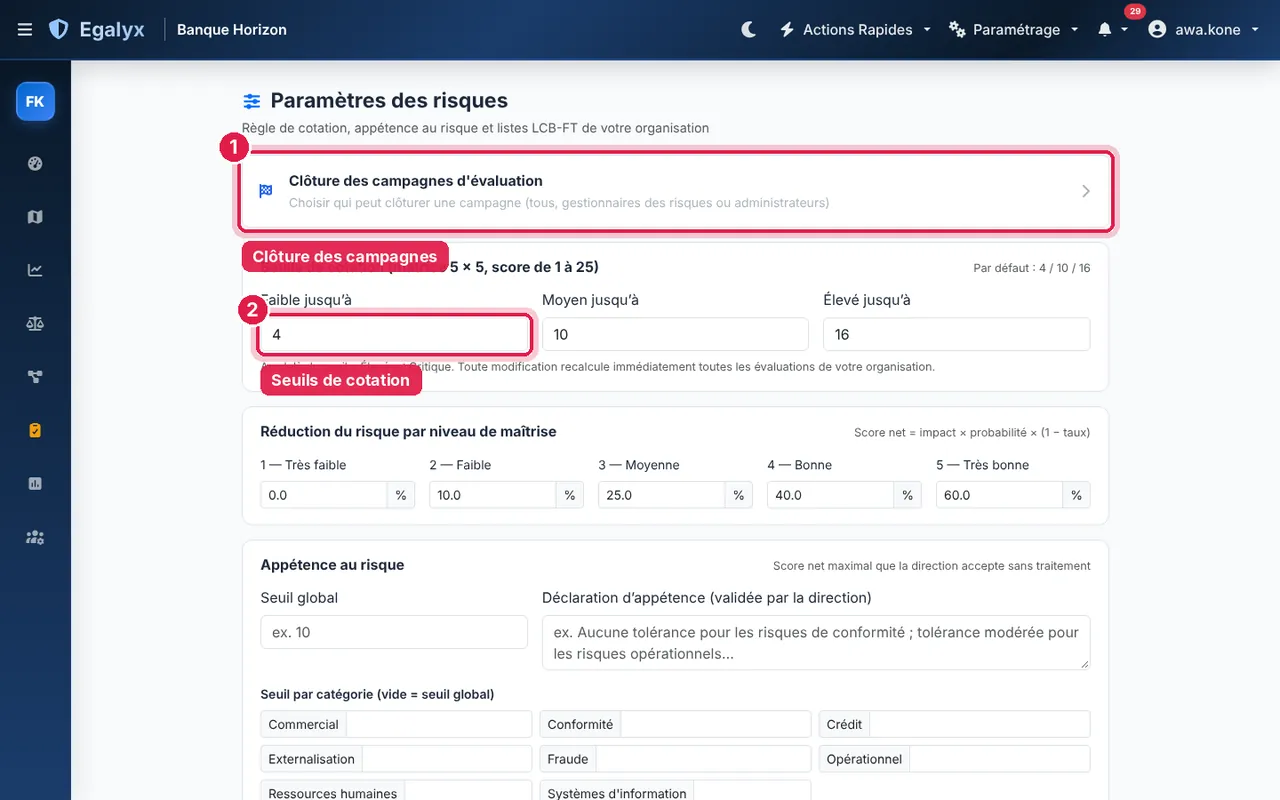 Egalyx
Banque Horizon
Actions Rapides
Paramétrage
29
awa.kone
FK
Paramètres des risques
Règle de cotation, appétence au risque et listes LCB-FT de votre organisation
1
Clôture des campagnes d'évaluation
Choisir qui peut clôturer une campagne (tous, gestionnaires des risques ou administrateurs)
Clôture des campagnes
5 × 5, score de 1 à 25)
Par défaut : 4 / 10 / 16
2
Faible jusqu’à
Moyen jusqu’à
Élevé jusqu’à
4
10
16
Critique. Toute modification recalcule immédiatement toutes les évaluations de votre organisation.
Seuils de cotation
Réduction du risque par niveau de maîtrise
Score net = impact × probabilité × (1 − taux)
1 — Très faible
2 — Faible
3 — Moyenne
4 — Bonne
5 — Très bonne
0.0 %
10.0 %
25.0 %
40.0 %
60.0 %
Appétence au risque
Score net maximal que la direction accepte sans traitement
Seuil global
Déclaration d’appétence (validée par la direction)
ex. 10
ex. Aucune tolérance pour les risques de conformité ; tolérance modérée pour
les risques opérationnels...
Seuil par catégorie (vide = seuil global)
Commercial
Conformité
Crédit
Externalisation
Fraude
Opérationnel
Ressources humaines
Systèmes d'information